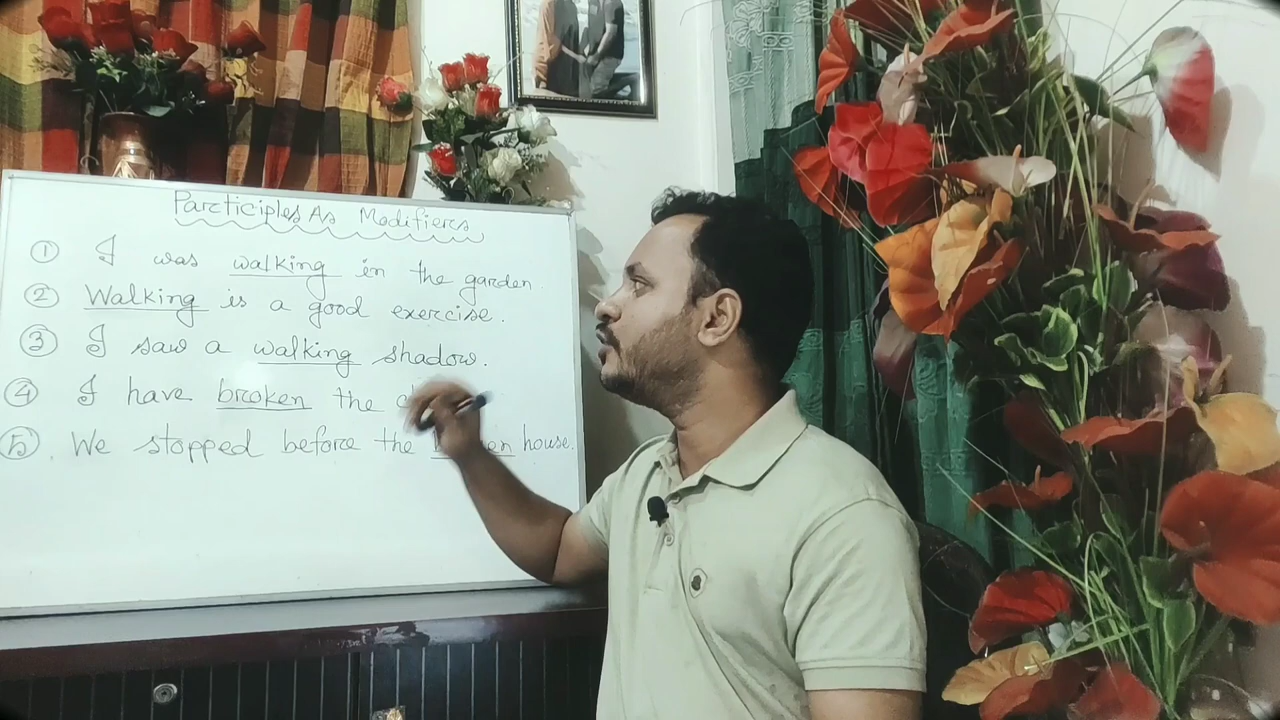 Participles As Modifiers
① I was walking in the garden.
② Walking is a good exercise.
③ I saw a walking shadow.
④ I have broken the
⑤ We stopped before the house.